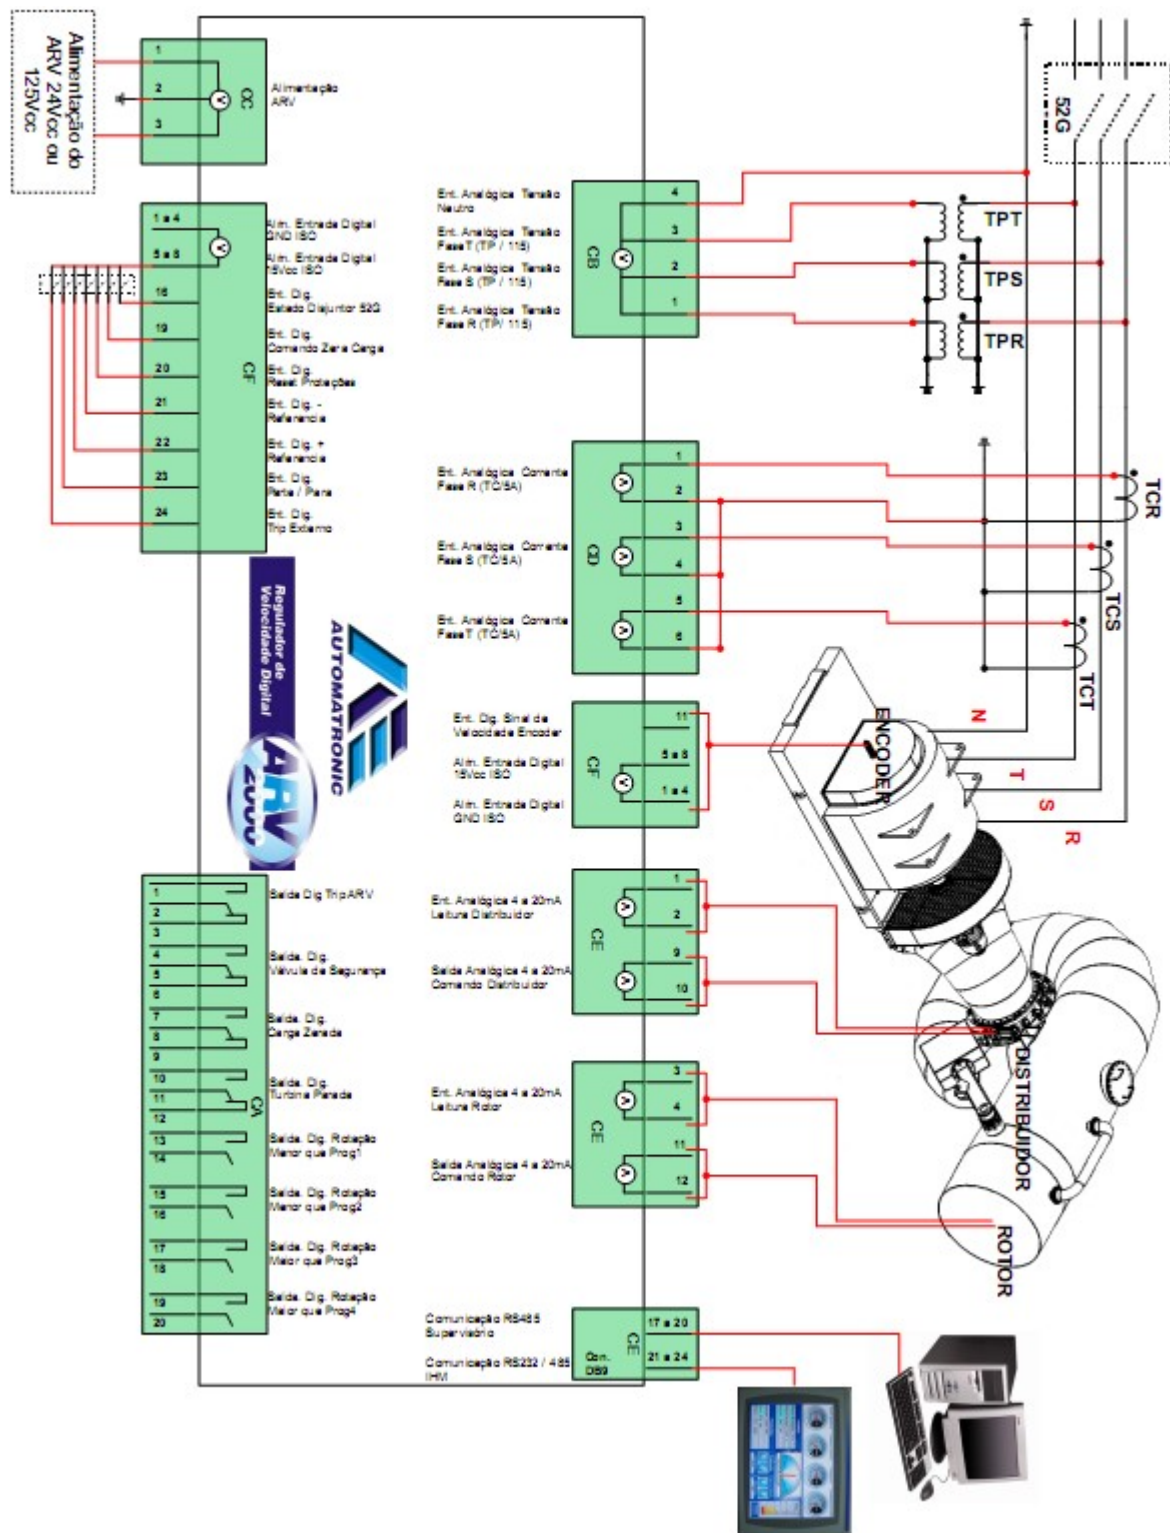 Alimentação do
ARV 24Vcc ou
125Vcc
1
2
3
CC
Alimentação
ARV
1 a 4
5 a 8
18
19
20
21
22
23
24
CF
Alim. Entrada Digital
GND ISO
Alim. Entrada Digital
15Vcc ISO
Ent. Dig.
Estado Disjuntor 52G
Ent. Dig.
Comando Zera Carga
Ent. Dig.
Reset Proteções
Ent. Dig. -
Referencia
Ent. Dig. +
Referencia
Ent. Dig.
Parte / Para
Ent. Dig.
Trip Externo
Regulador de
Velocidade Digital
ARV
2000
AUTOMATRONIC
1
2
3
4
5
6
7
8
9
10
11
12
13
14
15
16
17
18
19
20
CA
Saída Dig Trip ARV
Saída. Dig.
Válvula de Segurança
Saída. Dig.
Carga Zerada
Saída. Dig.
Turbina Parada
Saída. Dig. Rotação
Menor que Prog1
Saída. Dig. Rotação
Menor que Prog2
Saída. Dig. Rotação
Maior que Prog3
Saída. Dig. Rotação
Maior que Prog4
Ent. Analógica Tensão
Neutro
Ent. Analógica Tensão
Fase T (TP / 115)
Ent. Analógica Tensão
Fase S (TP / 115)
Ent. Analógica Tensão
Fase R (TP/ 115)
CB
4
3
2
1
Ent. Analógica Corrente
Fase R (TC/5A)
Ent. Analógica Corrente
Fase S (TC/5A)
Ent. Analógica Corrente
Fase T (TC/5A)
CD
1
2
3
4
5
6
Ent. Dig. Sinal de
Velocidade Encoder
Alim. Entrada Digital
15Vcc ISO
Alim. Entrada Digital
GND ISO
CF
11
5 a 8
1 a 4
Ent. Analógica 4 a 20mA
Leitura Distribuidor
Saída Analógica 4 a 20mA
Comando Distribuidor
CE
1
2
9
10
Ent. Analógica 4 a 20mA
Leitura Rotor
Saída Analógica 4 a 20mA
Comando Rotor
CE
3
4
11
12
Comunicação RS485
Supervisório
Comunicação RS232 / 485
IHM
CE
Con.
DB9
17 a 20
21 a 24
52G
TPT
TPS
TPR
TCR
TCS
TCT
N
T
S
R
ENCODER
DISTRIBUIDOR
ROTOR